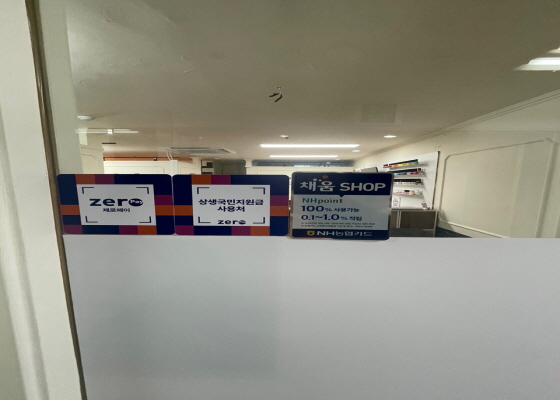 zero Pay
제로페이
상생국민지원금
사용처
zero
채움 SHOP
NHpoint
100% 사용가능
0.1~1.0% 적립
NH농협카드